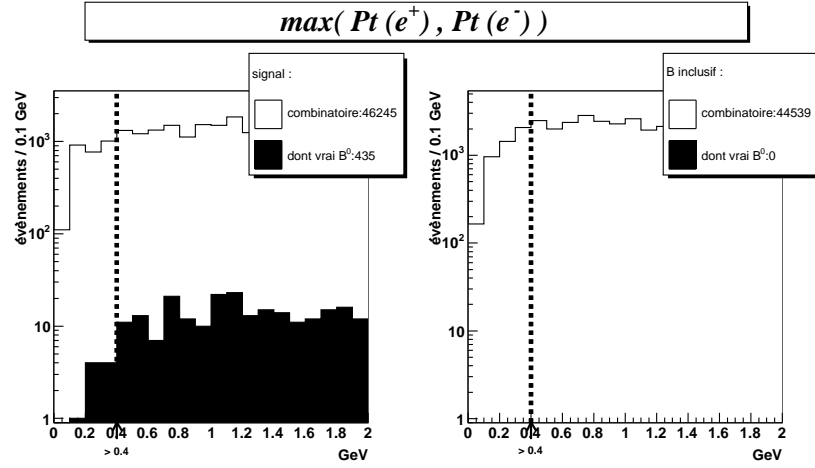 max( Pt (e⁺) , Pt (e⁻) )
signal :
combinatoire:46245
dont vrai B⁰:435
évènements / 0.1 GeV
10³
10²
10
1
0 0.2 0.4 0.6 0.8 1 1.2 1.4 1.6 1.8 2
> 0.4
GeV
B inclusif :
combinatoire:44539
dont vrai B⁰:0
évènements / 0.1 GeV
10³
10²
10
1
0 0.2 0.4 0.6 0.8 1 1.2 1.4 1.6 1.8 2
> 0.4
GeV